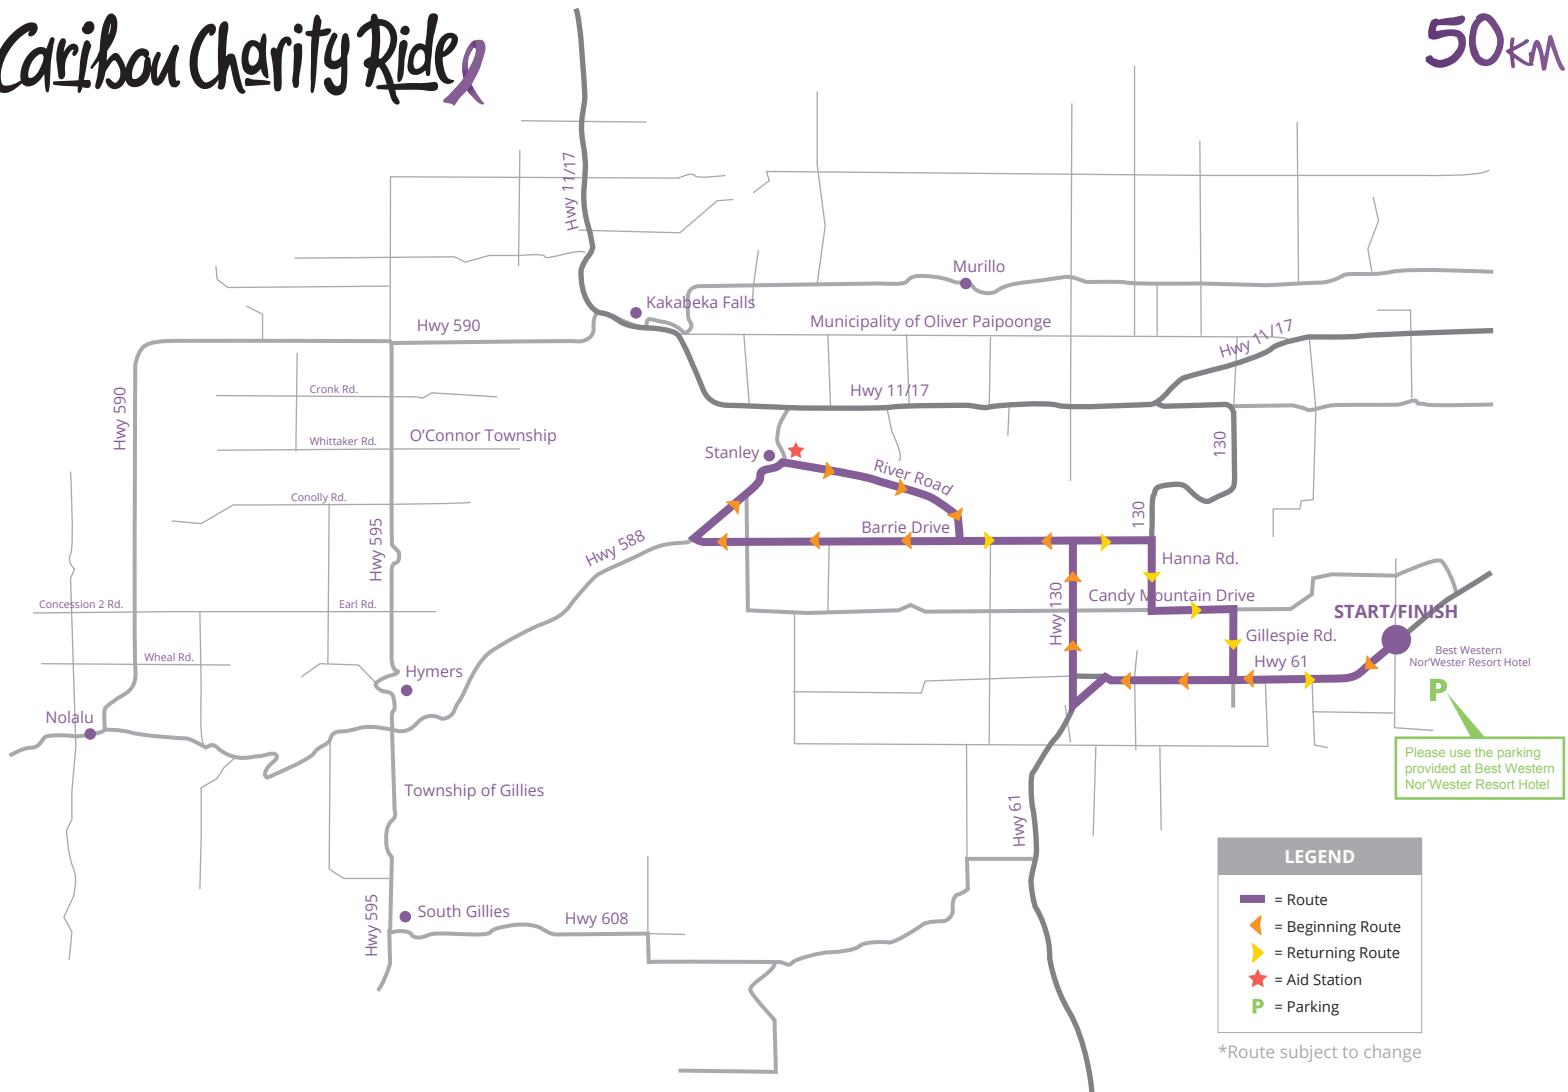 Caribou Charity Ride
50KM
Hwy 11/17
Murillo
Kakabeka Falls
Hwy 590
Municipality of Oliver Paipoonge
Hwy 11/17
Hwy 11/17
Cronk Rd.
Hwy 590
Whittaker Rd.
O'Connor Township
Stanley
130
River Road
Conolly Rd.
130
Barrie Drive
Hwy 595
Hwy 588
Hanna Rd.
Candy Mountain Drive
Hwy 130
Concession 2 Rd.
Earl Rd.
START/FINISH
Gillespie Rd.
Wheal Rd.
Hwy 61
Best Western
Nor'Wester Resort Hotel
Hymers
P
Nolalu
Please use the parking
provided at Best Western
Nor'Wester Resort Hotel
Township of Gillies
Hwy 61
South Gillies
Hwy 608
Hwy 595
LEGEND
= Route
= Beginning Route
= Returning Route
= Aid Station
P = Parking
*Route subject to change